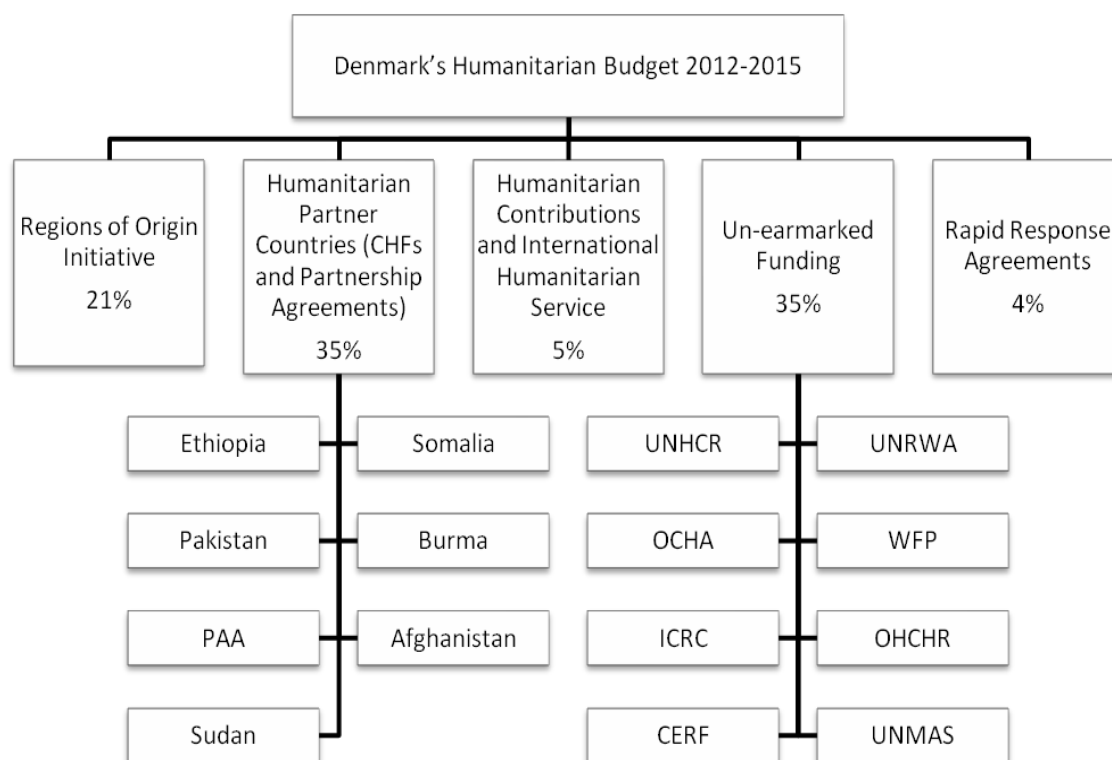 Denmark's Humanitarian Budget 2012-2015
Regions of Origin
Initiative
21%
Humanitarian
Partner
Countries (CHFs
and Partnership
Agreements)
35%
Humanitarian
Contributions
and International
Humanitarian
Service
5%
Un-earmarked
Funding
35%
Rapid Response
Agreements
4%
Ethiopia
Somalia
Pakistan
Burma
PAA
Afghanistan
Sudan
UNHCR
UNRWA
OCHA
WFP
ICRC
OHCHR
CERF
UNMAS